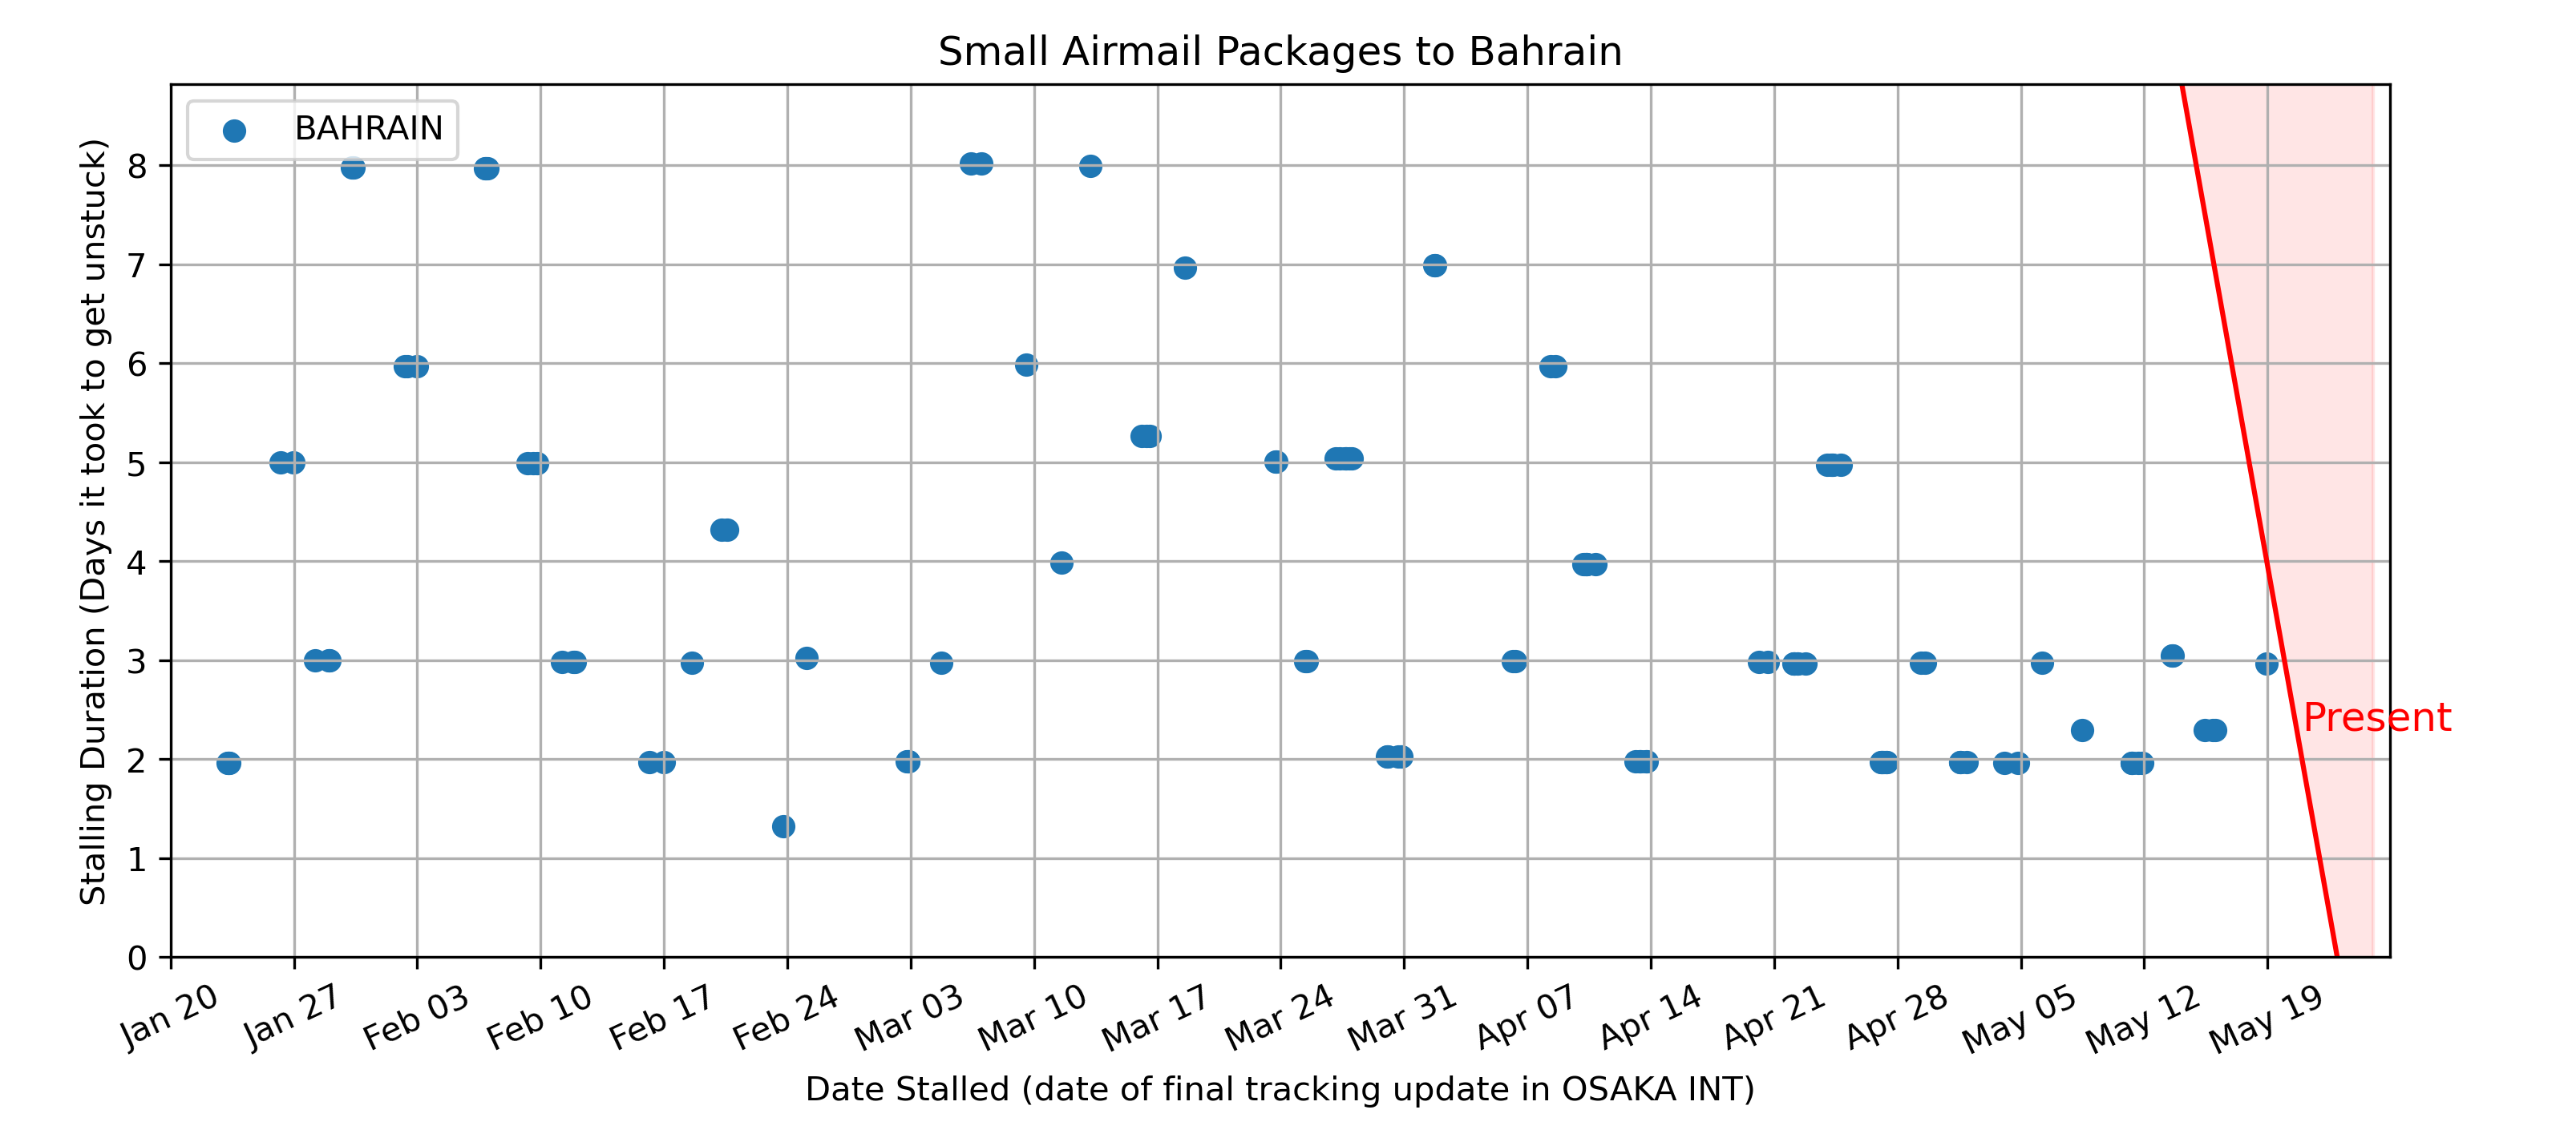 Small Airmail Packages to Bahrain
BAHRAIN
Stalling Duration (Days it took to get unstuck)
8
7
6
5
4
3
2
1
0
Present
Jan 20
Jan 27
Feb 03
Feb 10
Feb 17
Feb 24
Mar 03
Mar 10
Mar 17
Mar 24
Mar 31
Apr 07
Apr 14
Apr 21
Apr 28
May 05
May 12
May 19
Date Stalled (date of final tracking update in OSAKA INT)